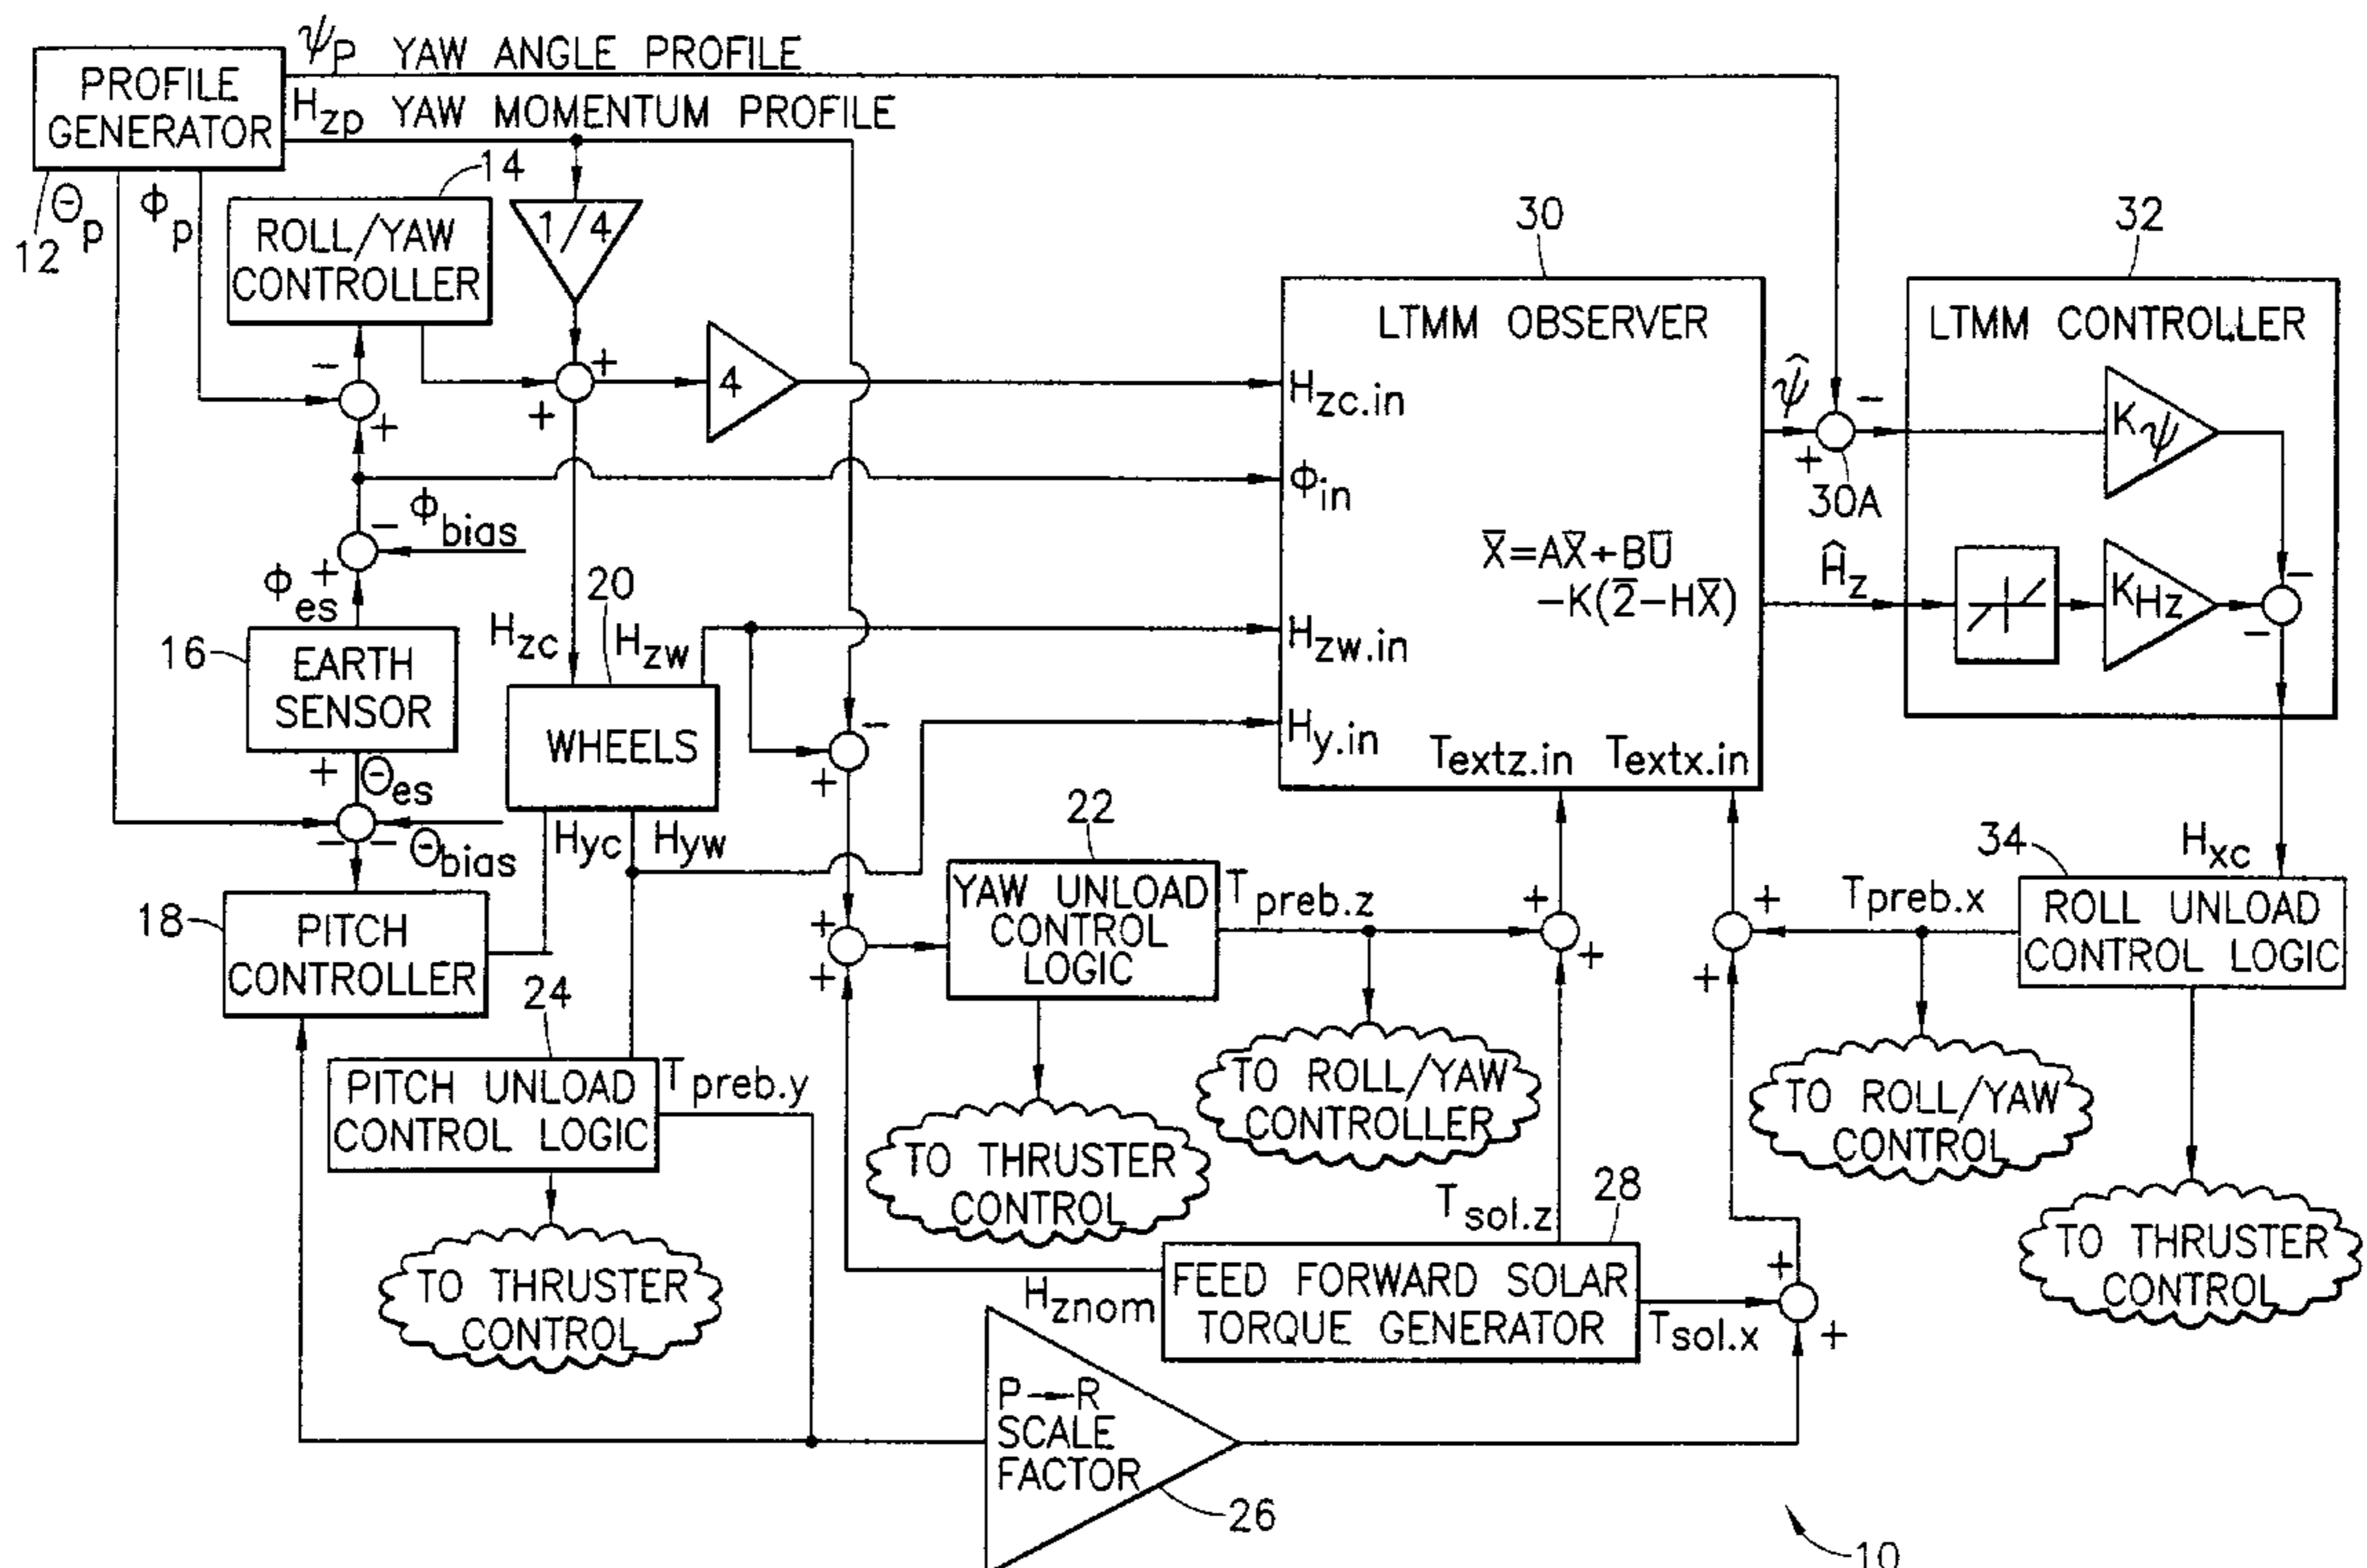 ψP YAW ANGLE PROFILE
PROFILE
GENERATOR
Hzp YAW MOMENTUM PROFILE
12
Θp
ϕp
14
ROLL/YAW
CONTROLLER
1/4
-
+
+
+
4
ϕbias
-
+
ϕes
16
EARTH
SENSOR
+
Θes
-
-
Θbias
18
PITCH
CONTROLLER
Hzc
20
Hzw
WHEELS
Hyc
Hyw
-
+
24
PITCH UNLOAD
CONTROL LOGIC
Tpreb.y
TO THRUSTER
CONTROL
30
LTMM OBSERVER
Hzc.in
ϕin
X̅=AX̅+BU̅
-K(2̅-HX̅)
Hzw.in
Hy.in
Textz.in Textx.in
ψ̂
-
+
30A
Ĥz
32
LTMM CONTROLLER
Kψ
KHz
-
-
22
YAW UNLOAD
CONTROL
LOGIC
+
+
Tpreb.z
+
+
TO THRUSTER
CONTROL
TO ROLL/YAW
CONTROLLER
Hxc
34
ROLL UNLOAD
CONTROL LOGIC
Tpreb.x
+
+
TO ROLL/YAW
CONTROL
TO THRUSTER
CONTROL
Tsol.z
28
FEED FORWARD SOLAR
TORQUE GENERATOR
Hznom
Tsol.x
+
+
P→R
SCALE
FACTOR
26
10